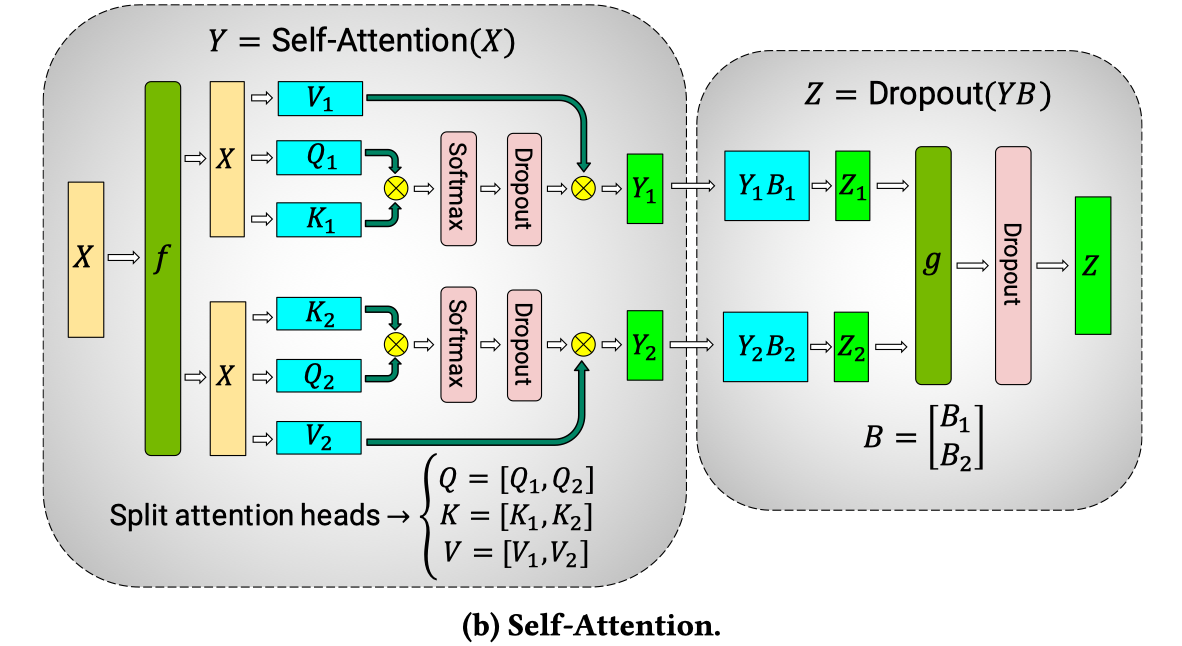 Y = Self-Attention(X)
Z = Dropout(YB)
X
f
X
V₁
Q₁
K₁
Softmax
Dropout
Y₁
X
K₂
Q₂
V₂
Softmax
Dropout
Y₂
Y₁B₁
Z₁
Y₂B₂
Z₂
g
Dropout
Z
B = [B₁
B₂]
Split attention heads → { Q = [Q₁, Q₂]
K = [K₁, K₂]
V = [V₁, V₂]
(b) Self-Attention.